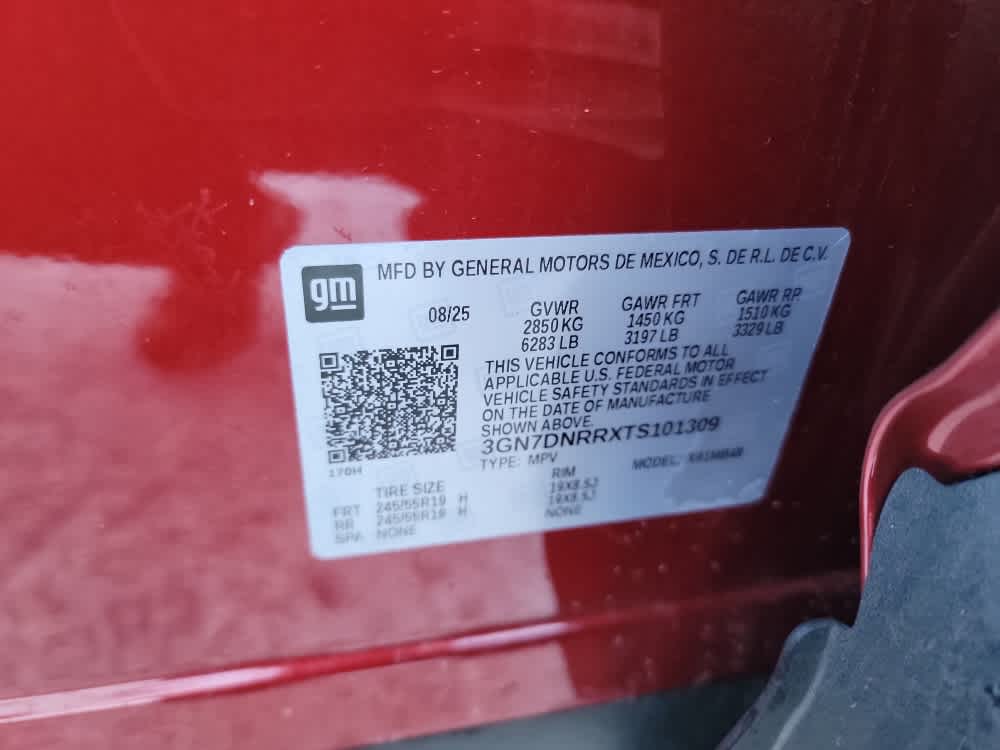 gm
MFD BY GENERAL MOTORS DE MEXICO, S. DE R.L. DE C.V.
08/25 GVWR GAWR FRT GAWR RR
2850 KG 1450 KG 1510 KG
6283 LB 3197 LB 3329 LB
THIS VEHICLE CONFORMS TO ALL
APPLICABLE U.S. FEDERAL MOTOR
VEHICLE SAFETY STANDARDS IN EFFECT
ON THE DATE OF MANUFACTURE
SHOWN ABOVE.
3GN7DNRRXTS101309
170H
TYPE: MPV MODEL:
TIRE SIZE RIM
FRT 245/55R19 H 19X8.5J
RR 245/55R19 H 19X8.5J
SPA NONE NONE